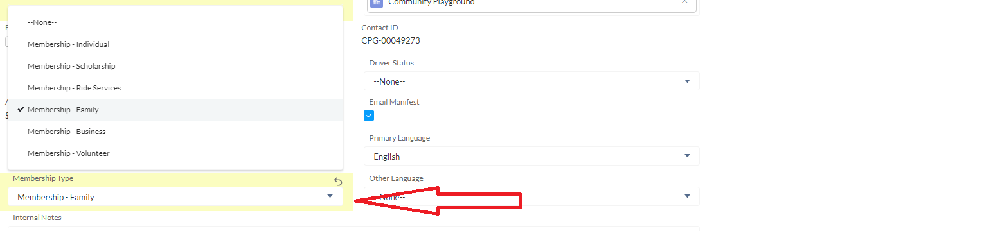 Community Playground
--None--
Membership - Individual
Membership - Scholarship
Membership - Ride Services
Membership - Family
Membership - Business
Membership - Volunteer
Contact ID
CPG-00049273
Driver Status
--None--
Email Manifest
Primary Language
English
Membership Type
Membership - Family
Other Language
--None--
Internal Notes